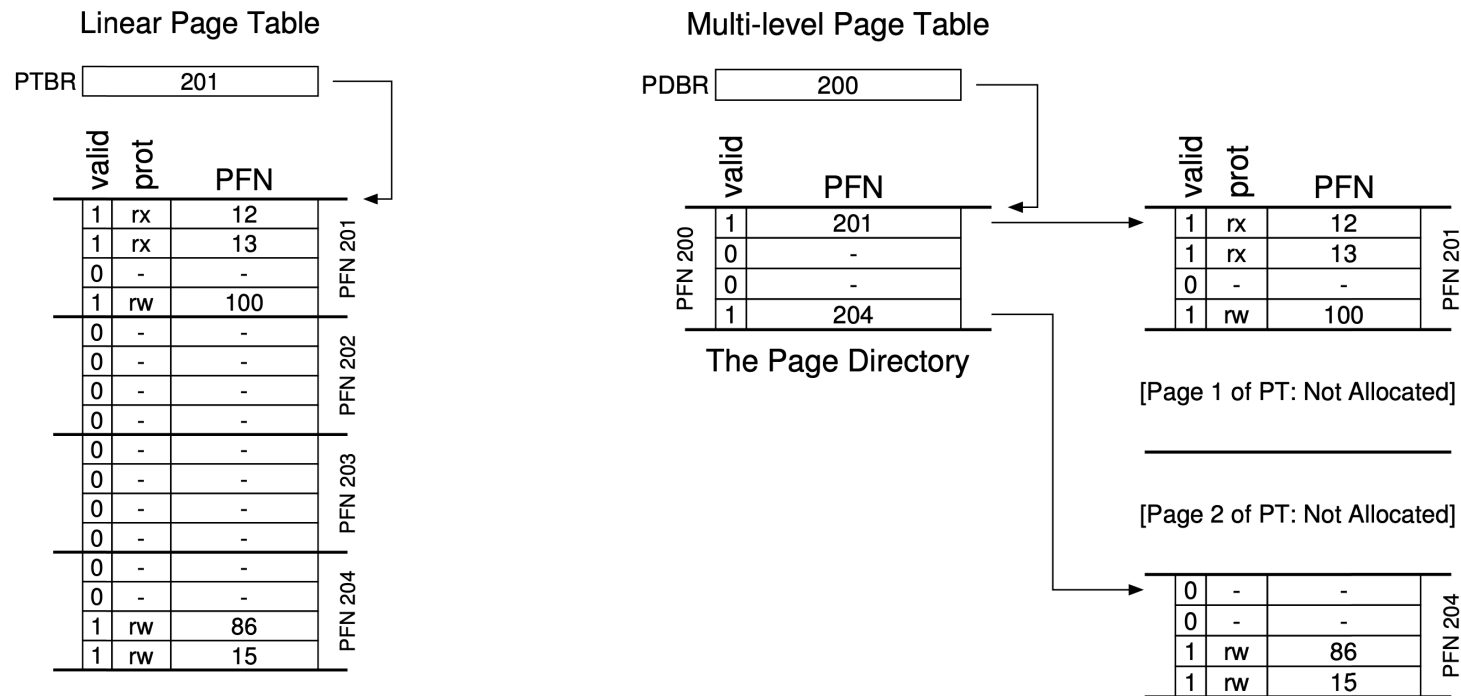 Linear Page Table
PTBR 201
valid prot PFN
1 rx 12
1 rx 13
0 - -
1 rw 100
PFN 201
0 - -
0 - -
0 - -
0 - -
PFN 202
0 - -
0 - -
0 - -
0 - -
PFN 203
0 - -
0 - -
1 rw 86
1 rw 15
PFN 204
Multi-level Page Table
PDBR 200
valid PFN
PFN 200
1 201
0 -
0 -
1 204
The Page Directory
valid prot PFN
1 rx 12
1 rx 13
0 - -
1 rw 100
PFN 201
[Page 1 of PT: Not Allocated]
[Page 2 of PT: Not Allocated]
0 - -
0 - -
1 rw 86
1 rw 15
PFN 204